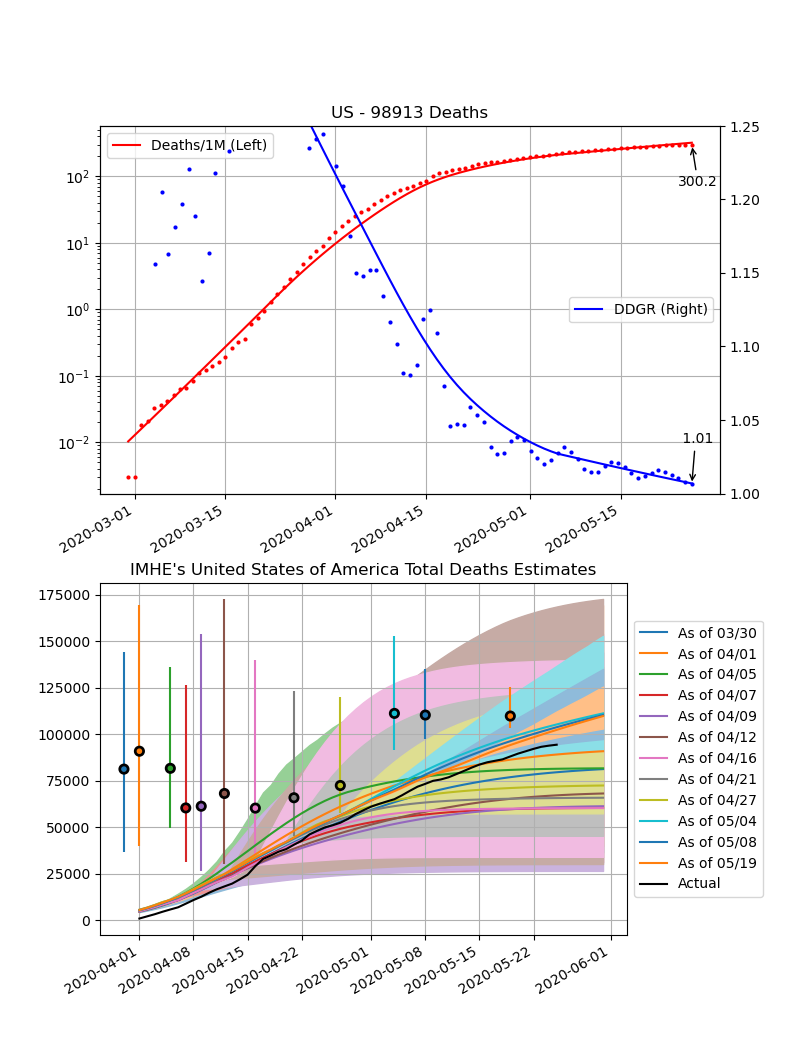 US - 98913 Deaths
Deaths/1M (Left)
DDGR (Right)
300.2
1.01
10²
10¹
10⁰
10⁻¹
10⁻²
1.25
1.20
1.15
1.10
1.05
1.00
2020-03-01
2020-03-15
2020-04-01
2020-04-15
2020-05-01
2020-05-15
IMHE's United States of America Total Deaths Estimates
175000
150000
125000
100000
75000
50000
25000
0
2020-04-01
2020-04-08
2020-04-15
2020-04-22
2020-05-01
2020-05-08
2020-05-15
2020-05-22
2020-06-01
As of 03/30
As of 04/01
As of 04/05
As of 04/07
As of 04/09
As of 04/12
As of 04/16
As of 04/21
As of 04/27
As of 05/04
As of 05/08
As of 05/19
Actual